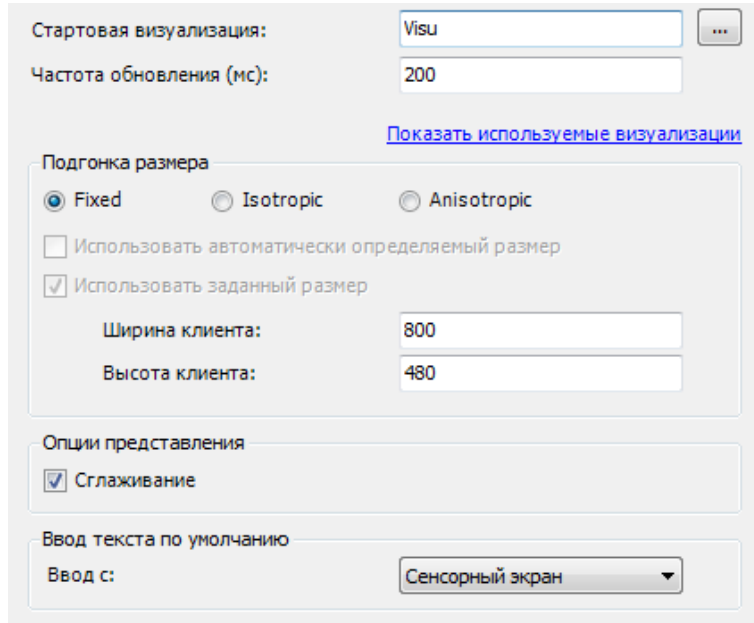 Стартовая визуализация: Visu ...
Частота обновления (мс): 200
Показать используемые визуализации
Подгонка размера
Fixed Isotropic Anisotropic
Использовать автоматически определяемый размер
Использовать заданный размер
Ширина клиента: 800
Высота клиента: 480
Опции представления
Сглаживание
Ввод текста по умолчанию
Ввод с: Сенсорный экран